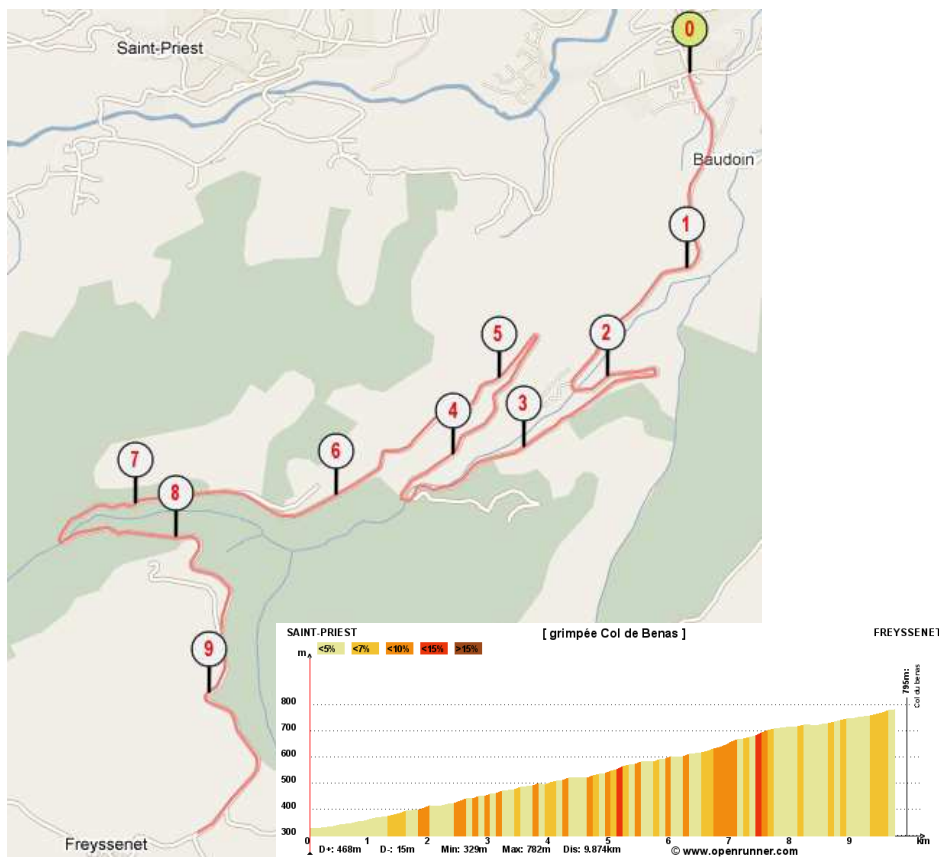 0
Saint-Priest
Baudoin
1
2
5
3
4
6
7
8
9
Freyssenet
SAINT-PRIEST [ grimpée Col de Benas ] FREYSSENET
m <5% <7% <10% <15% >15%
795m:
Col du benas
800
700
600
500
400
300
0 1 2 3 4 5 6 7 8 9 Km
D+: 468m D-: 15m Min: 329m Max: 782m Dis: 9.874km © www.openrunner.com